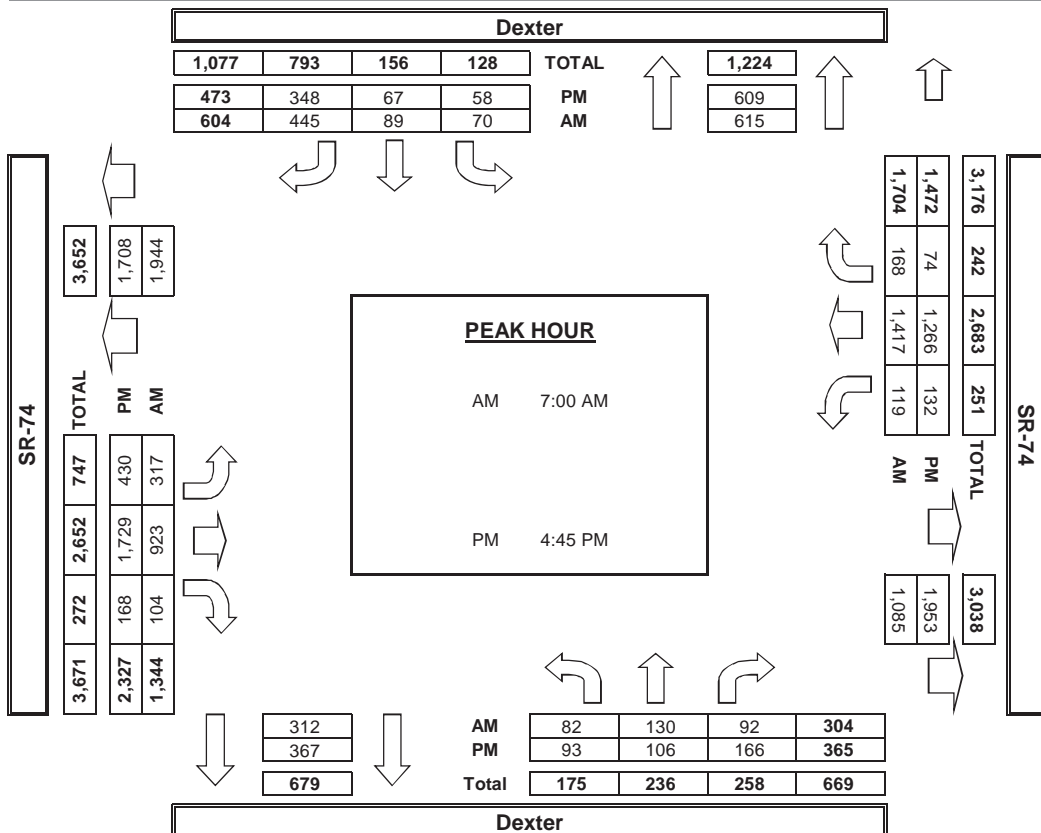 Dexter
1,077 793 156 128 TOTAL 1,224
473 348 67 58 PM 609
604 445 89 70 AM 615
SR-74
3,652
1,708
1,944
TOTAL
PM
AM
747 430 317
2,652 1,729 923
272 168 104
3,671 2,327 1,344
PEAK HOUR
AM 7:00 AM
PM 4:45 PM
1,704 1,472 3,176
168 74 242
1,417 1,266 2,683
119 132 251
AM PM TOTAL
1,085 1,953 3,038
SR-74
312 AM 82 130 92 304
367 PM 93 106 166 365
679 Total 175 236 258 669
Dexter